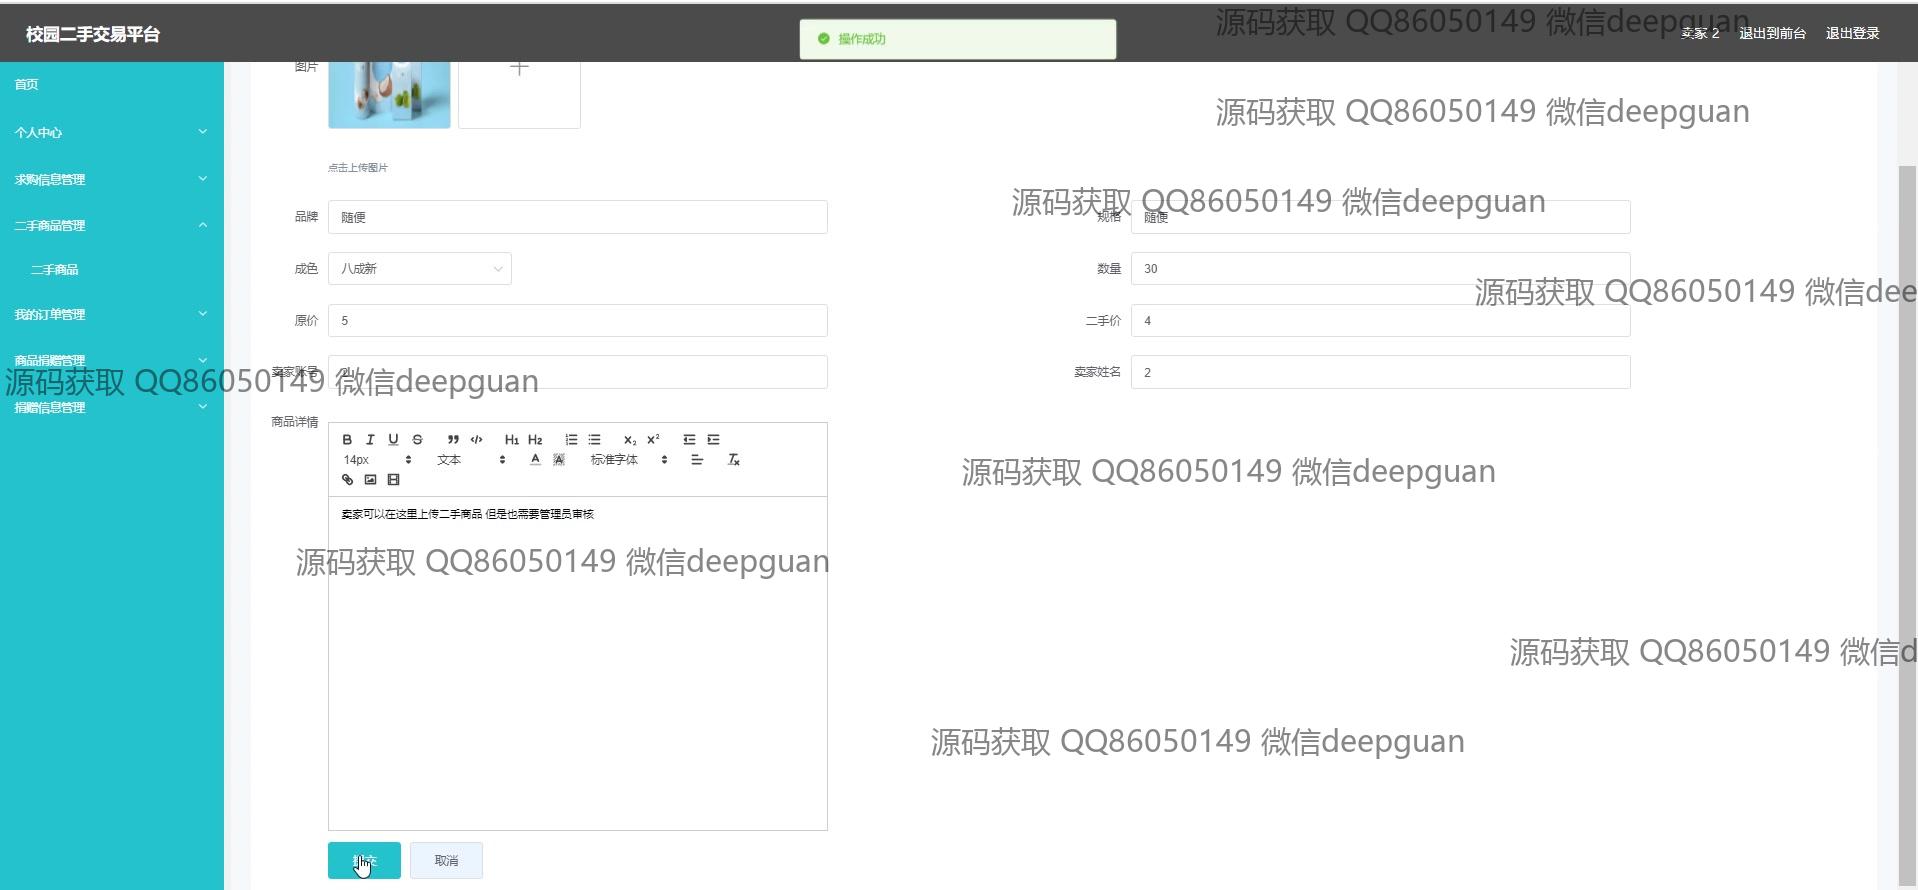 校园二手交易平台
操作成功
源码获取 QQ86050149 微信deepguan
卖家 2 退出到前台 退出登录
首页
图片
源码获取 QQ86050149 微信deepguan
个人中心
点击上传图片
求购信息管理
源码获取 QQ86050149 微信deepguan
品牌 随便
规格 随便
二手商品管理
二手商品
成色 八成新
数量 30
源码获取 QQ86050149 微信dee
我的订单管理
原价 5
二手价 4
商品捐赠管理
卖家账号 2
卖家姓名 2
源码获取 QQ86050149 微信deepguan
捐赠信息管理
商品详情
B I U S H1 H2 X2 X2
14px 文本 A A 标准字体 Tx
源码获取 QQ86050149 微信deepguan
卖家可以在这里上传二手商品 但是也需要管理员审核
源码获取 QQ86050149 微信deepguan
源码获取 QQ86050149 微信d
源码获取 QQ86050149 微信deepguan
提交 取消